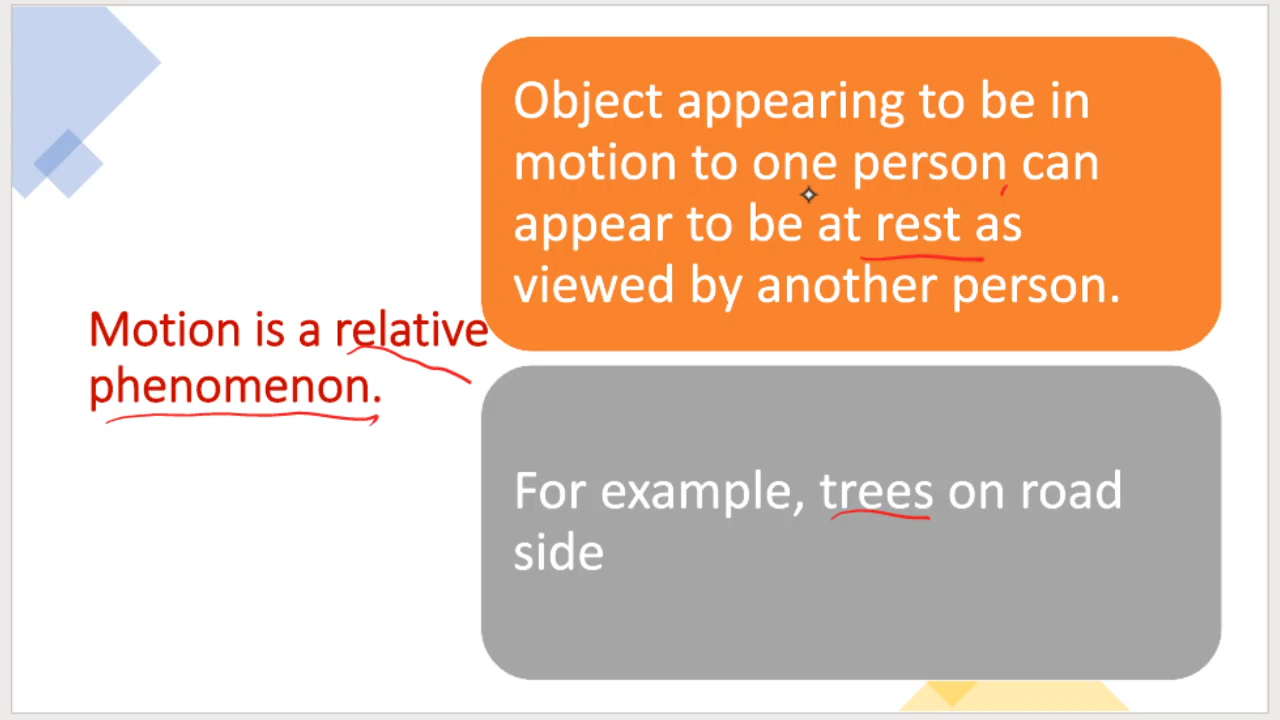 Motion is a relative
phenomenon.
Object appearing to be in
motion to one person can
appear to be at rest as
viewed by another person.
For example, trees on road
side